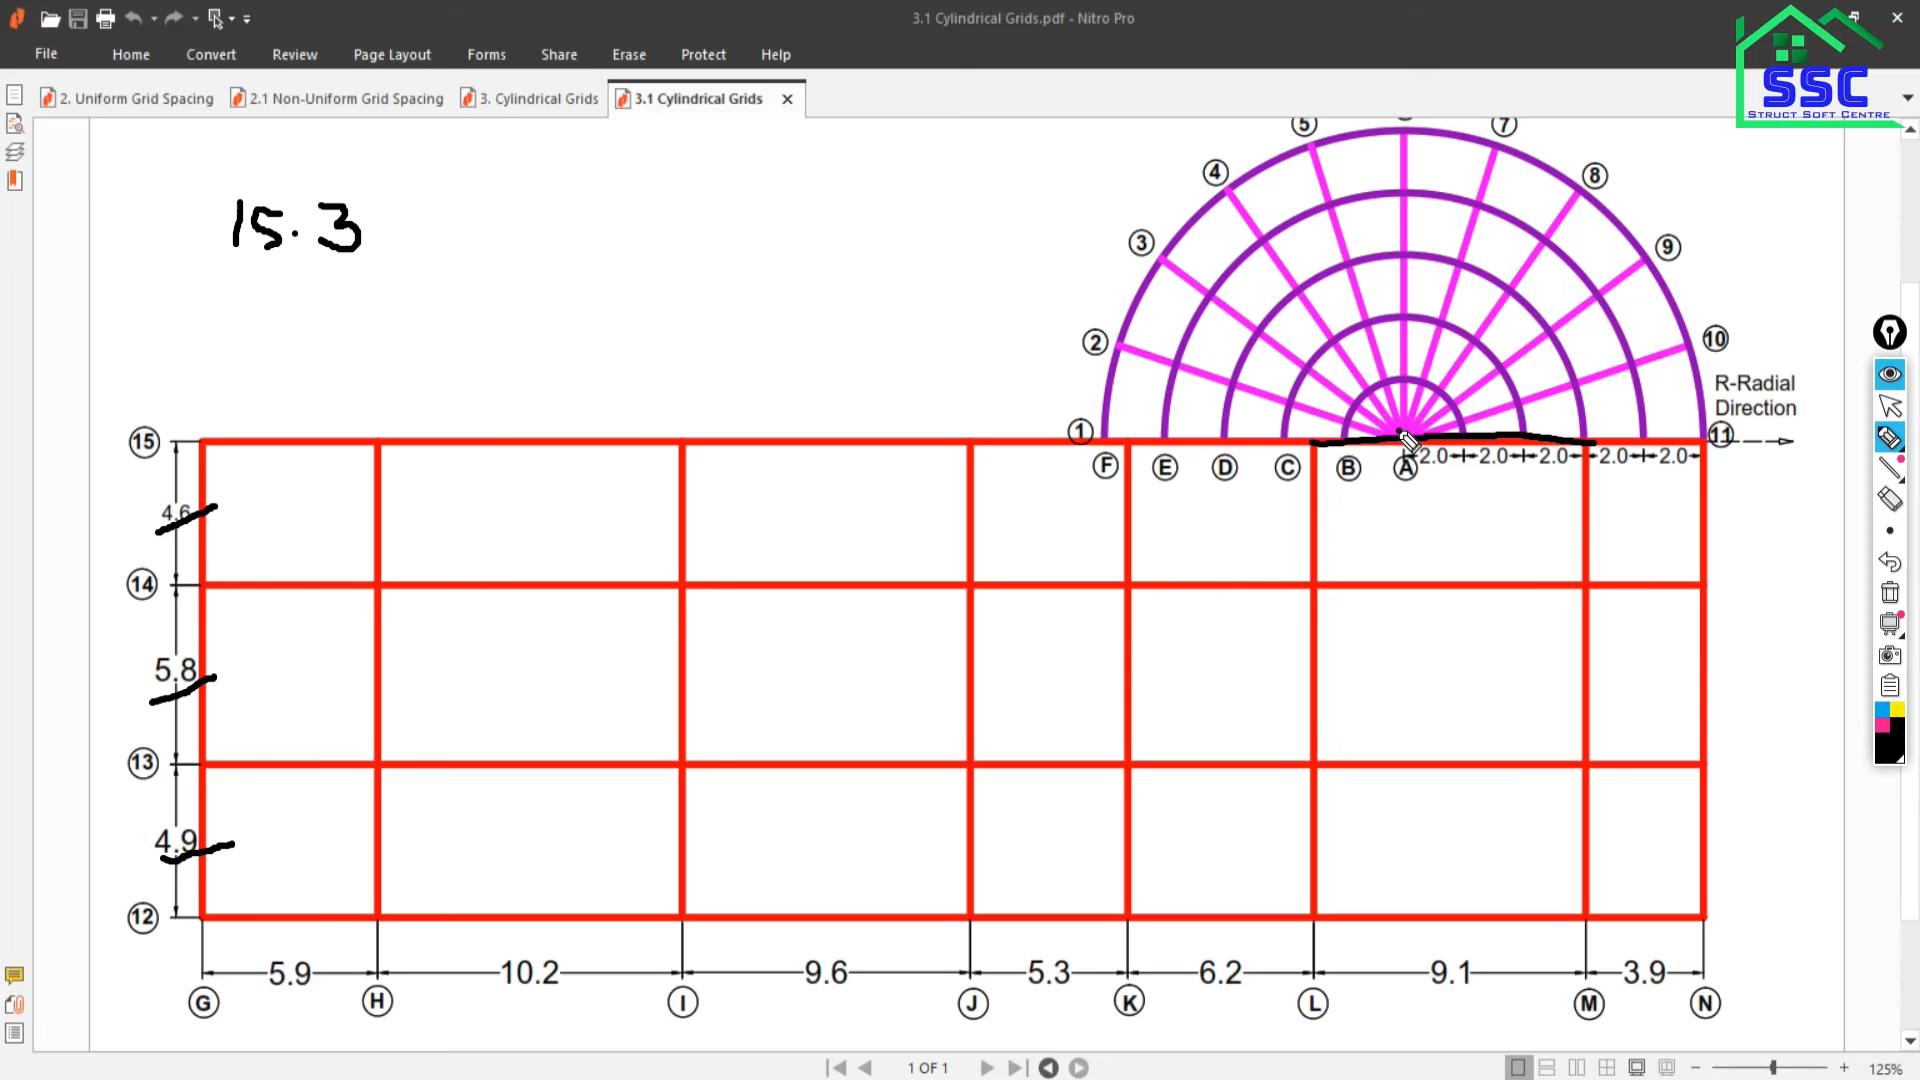 3.1 Cylindrical Grids.pdf - Nitro Pro
File Home Convert Review Page Layout Forms Share Erase Protect Help
SSC
STRUCT SOFT CENTRE
2. Uniform Grid Spacing 2.1 Non-Uniform Grid Spacing 3. Cylindrical Grids 3.1 Cylindrical Grids
15.3
5 7
4 8
3 9
2 10
R-Radial
Direction
15 1 11
F E D C B A 2.0 2.0 2.0 2.0 2.0
4.6
14
5.8
13
4.9
12
5.9 10.2 9.6 5.3 6.2 9.1 3.9
G H I J K L M N
1 OF 1 125%